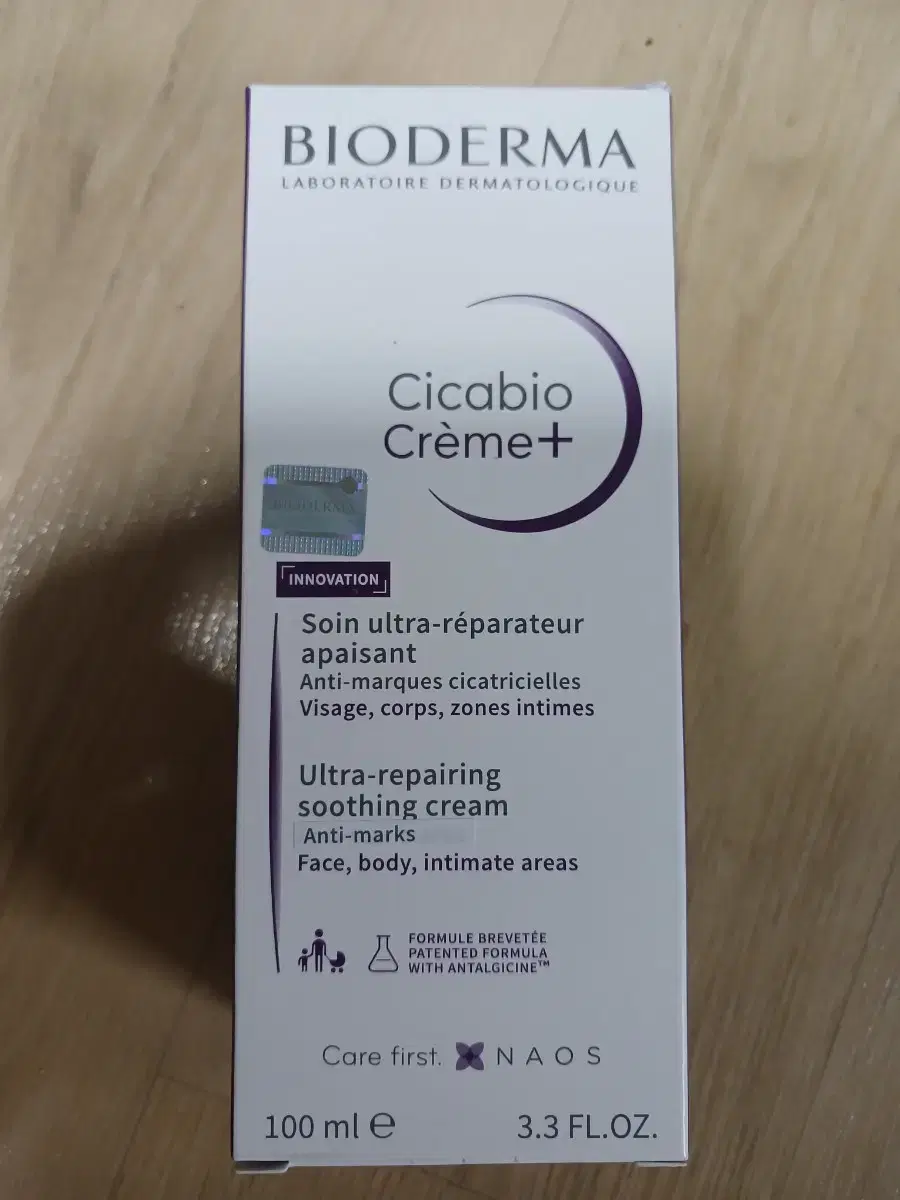 BIODERMA
LABORATOIRE DERMATOLOGIQUE
Cicabio
Crème+
BIODERMA
INNOVATION
Soin ultra-réparateur
apaisant
Anti-marques cicatricielles
Visage, corps, zones intimes
Ultra-repairing
soothing cream
Anti-marks
Face, body, intimate areas
FORMULE BREVETÉE
PATENTED FORMULA
WITH ANTALGICINE™
Care first. NAOS
100 ml ℮ 3.3 FL.OZ.